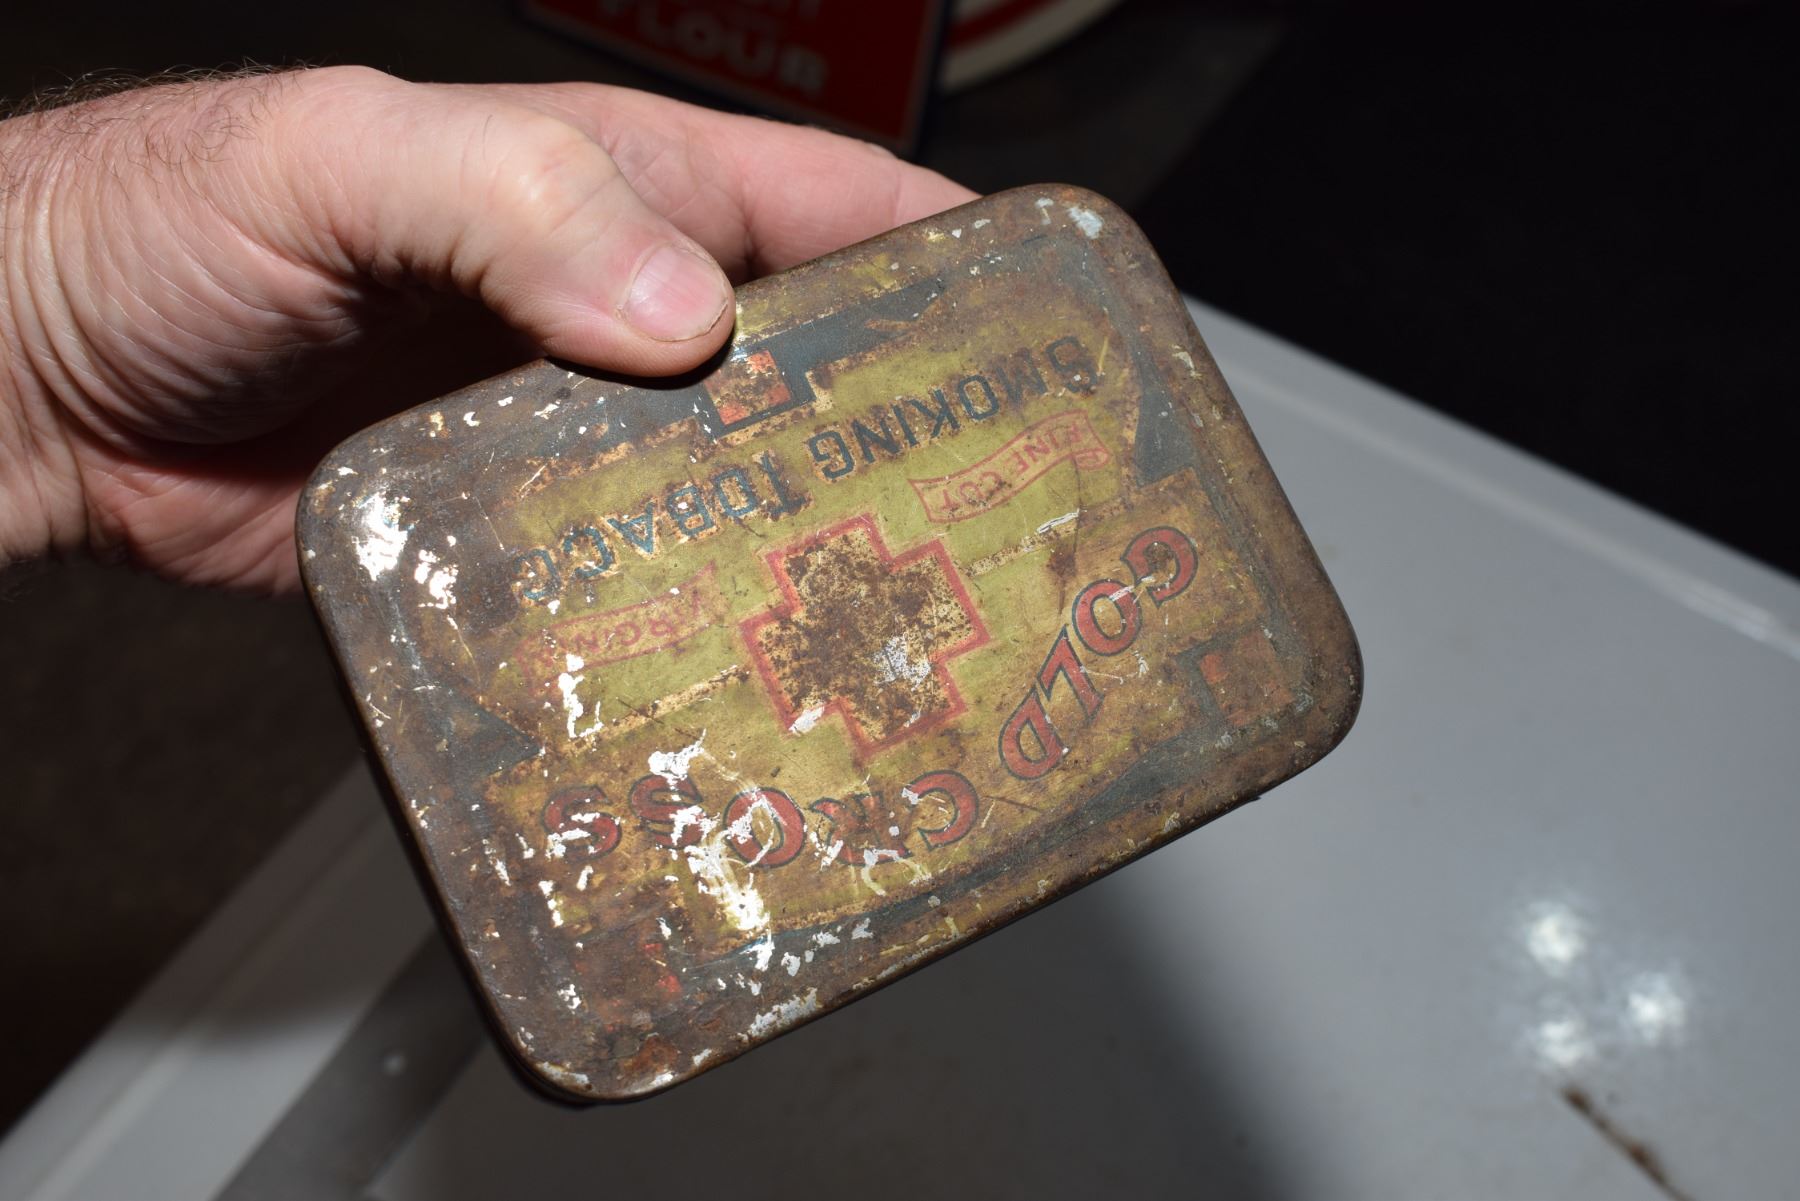 FLOUR
GOLD CROSS
FINE CUT
VIRGINIA
SMOKING TOBACCO